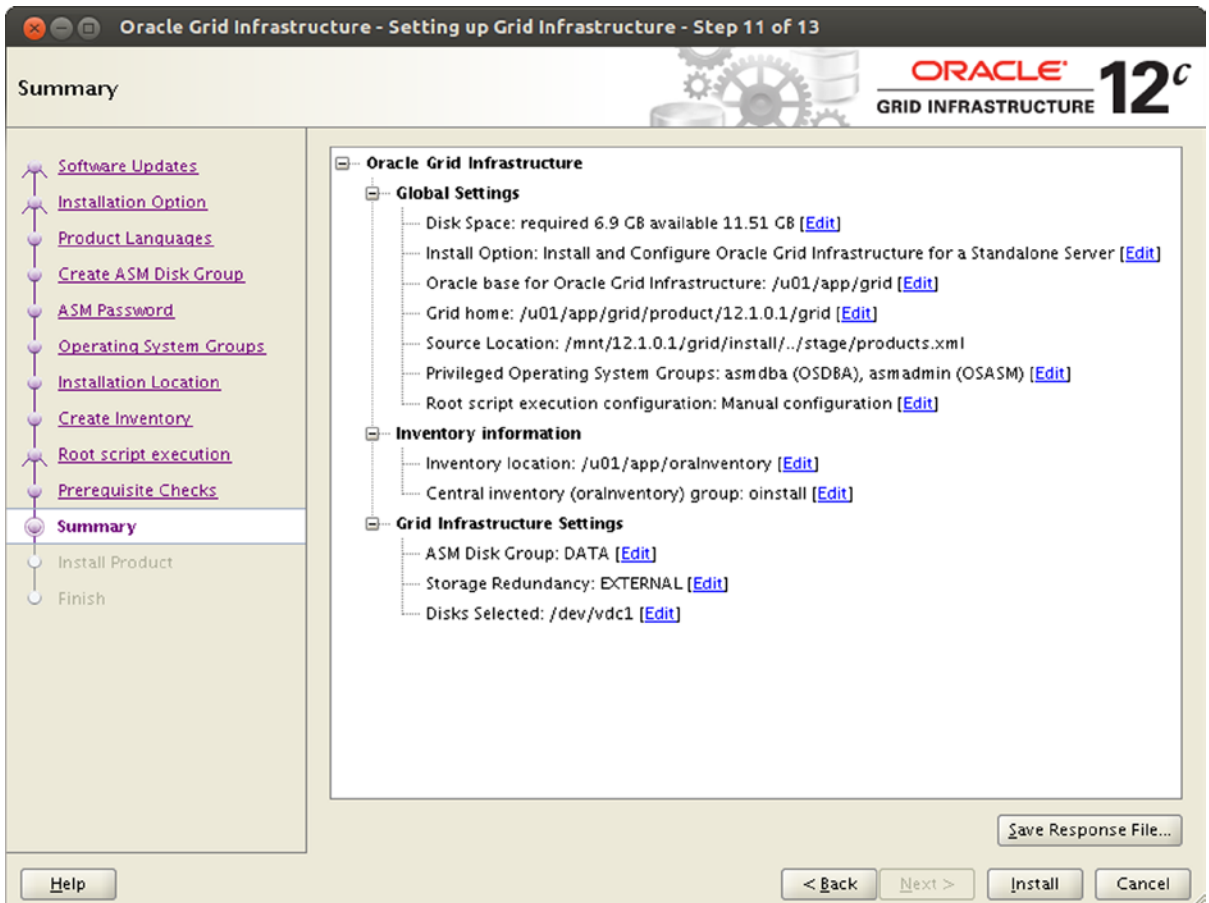 Oracle Grid Infrastructure - Setting up Grid Infrastructure - Step 11 of 13
Summary
ORACLE®
GRID INFRASTRUCTURE 12c
Software Updates
Installation Option
Product Languages
Create ASM Disk Group
ASM Password
Operating System Groups
Installation Location
Create Inventory
Root script execution
Prerequisite Checks
Summary
Install Product
Finish
Oracle Grid Infrastructure
Global Settings
Disk Space: required 6.9 GB available 11.51 GB [Edit]
Install Option: Install and Configure Oracle Grid Infrastructure for a Standalone Server [Edit]
Oracle base for Oracle Grid Infrastructure: /u01/app/grid [Edit]
Grid home: /u01/app/grid/product/12.1.0.1/grid [Edit]
Source Location: /mnt/12.1.0.1/grid/install/../stage/products.xml
Privileged Operating System Groups: asmdba (OSDBA), asmadmin (OSASM) [Edit]
Root script execution configuration: Manual configuration [Edit]
Inventory information
Inventory location: /u01/app/oraInventory [Edit]
Central inventory (oraInventory) group: oinstall [Edit]
Grid Infrastructure Settings
ASM Disk Group: DATA [Edit]
Storage Redundancy: EXTERNAL [Edit]
Disks Selected: /dev/vdc1 [Edit]
Save Response File...
Help
< Back
Next >
Install
Cancel